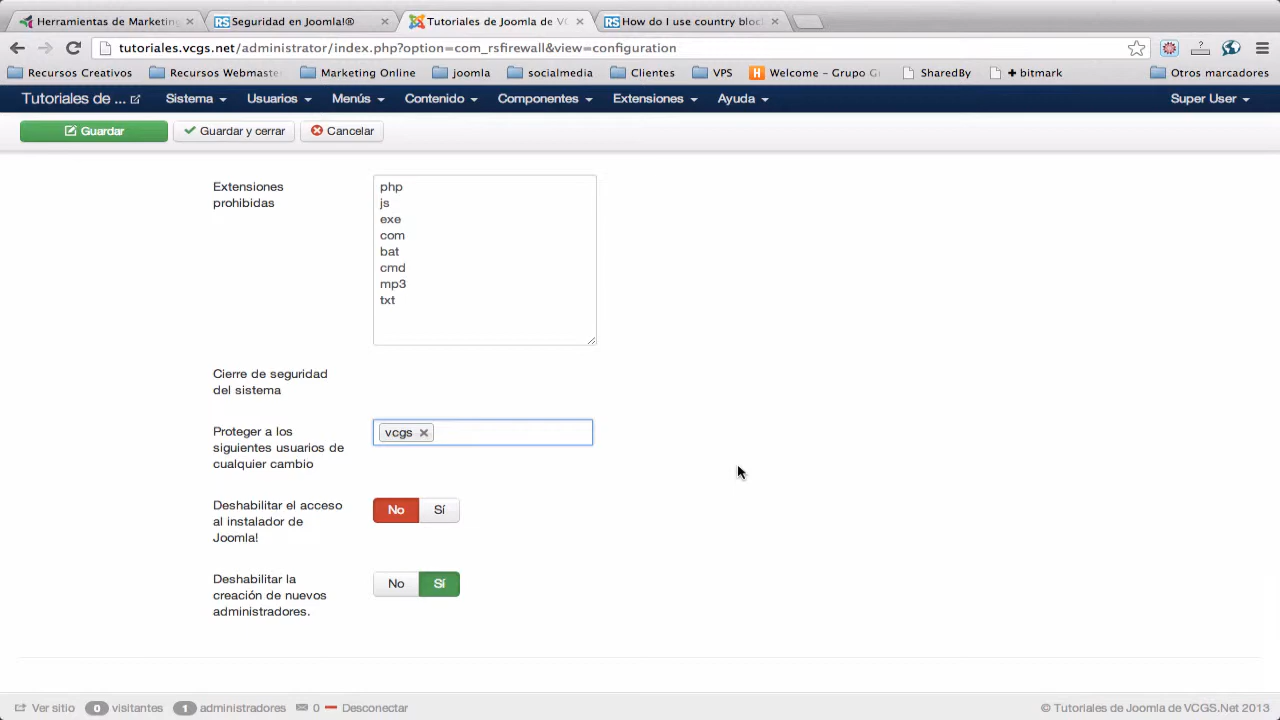 Herramientas de Marketing
Seguridad en Joomla!®
Tutoriales de Joomla de VC
How do I use country bloc
tutoriales.vcgs.net/administrator/index.php?option=com_rsfirewall&view=configuration
Recursos Creativos
Recursos Webmaste
Marketing Online
joomla
socialmedia
Clientes
VPS
Welcome – Grupo G
SharedBy
+ bitmark
Otros marcadores
Tutoriales de ...
Sistema
Usuarios
Menús
Contenido
Componentes
Extensiones
Ayuda
Super User
Guardar
Guardar y cerrar
Cancelar
Extensiones
prohibidas
php
js
exe
com
bat
cmd
mp3
txt
Cierre de seguridad
del sistema
Proteger a los
siguientes usuarios de
cualquier cambio
vcgs
Deshabilitar el acceso
al instalador de
Joomla!
No
Sí
Deshabilitar la
creación de nuevos
administradores.
No
Sí
Ver sitio
0 visitantes
1 administradores
0
Desconectar
© Tutoriales de Joomla de VCGS.Net 2013